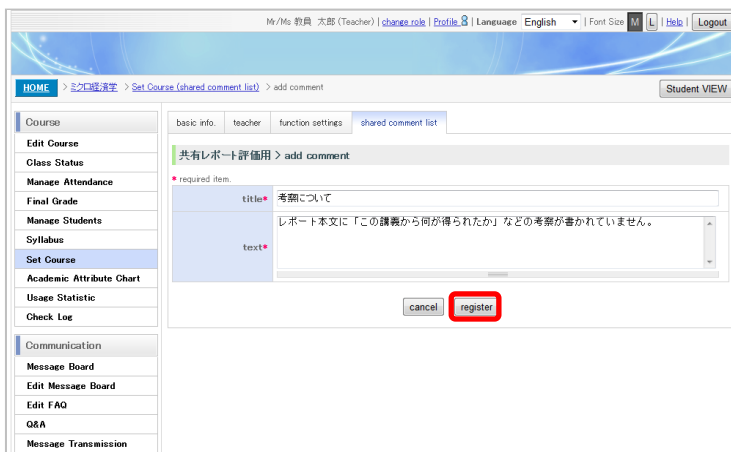 Mr/Ms 教員 太郎 (Teacher) | change role | Profile | Language English | Font Size M L | Help | Logout
HOME > ミクロ経済学 > Set Course (shared comment list) > add comment Student VIEW
Course
Edit Course
Class Status
Manage Attendance
Final Grade
Manage Students
Syllabus
Set Course
Academic Attribute Chart
Usage Statistic
Check Log
Communication
Message Board
Edit Message Board
Edit FAQ
Q&A
Message Transmission
basic info. teacher function settings shared comment list
共有レポート評価用 > add comment
* required item.
title* 考察について
text* レポート本文に「この講義から何が得られたか」などの考察が書かれていません。
cancel register